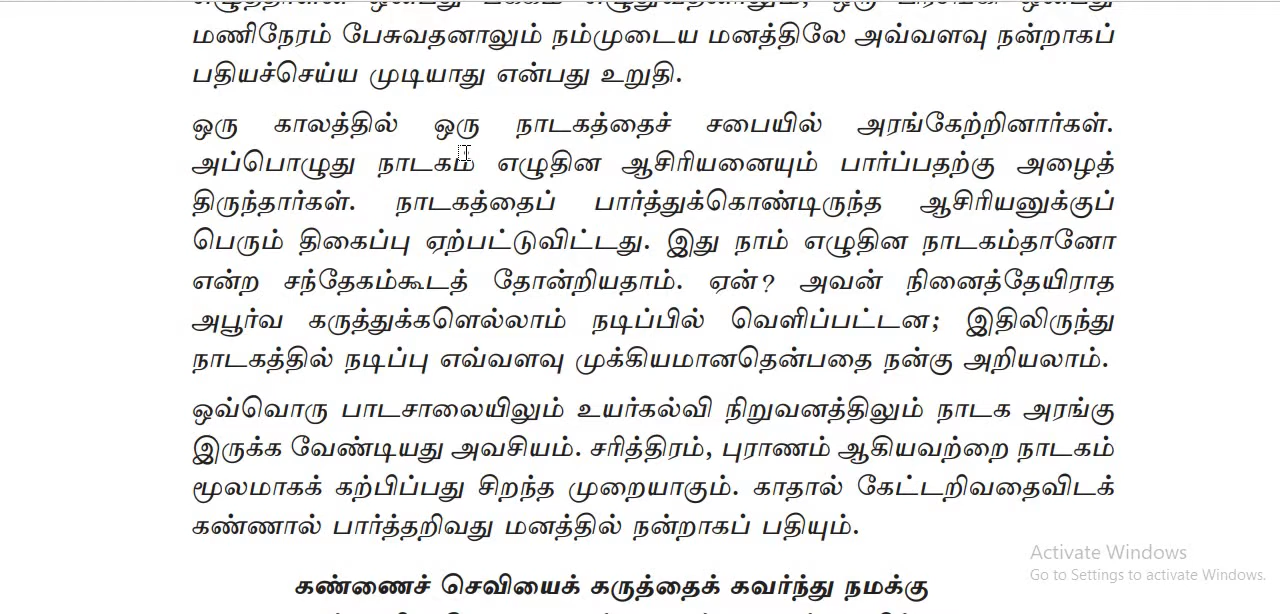 மணிநேரம் பேசுவதனாலும் நம்முடைய மனத்திலே அவ்வளவு நன்றாகப்
பதியச்செய்ய முடியாது என்பது உறுதி.
ஒரு காலத்தில் ஒரு நாடகத்தைச் சபையில் அரங்கேற்றினார்கள்.
அப்பொழுது நாடகம் எழுதின ஆசிரியனையும் பார்ப்பதற்கு அழைத்
திருந்தார்கள். நாடகத்தைப் பார்த்துக்கொண்டிருந்த ஆசிரியனுக்குப்
பெரும் திகைப்பு ஏற்பட்டுவிட்டது. இது நாம் எழுதின நாடகம்தானோ
என்ற சந்தேகம்கூடத் தோன்றியதாம். ஏன்? அவன் நினைத்தேயிராத
அபூர்வ கருத்துக்களெல்லாம் நடிப்பில் வெளிப்பட்டன; இதிலிருந்து
நாடகத்தில் நடிப்பு எவ்வளவு முக்கியமானதென்பதை நன்கு அறியலாம்.
ஒவ்வொரு பாடசாலையிலும் உயர்கல்வி நிறுவனத்திலும் நாடக அரங்கு
இருக்க வேண்டியது அவசியம். சரித்திரம், புராணம் ஆகியவற்றை நாடகம்
மூலமாகக் கற்பிப்பது சிறந்த முறையாகும். காதால் கேட்டறிவதைவிடக்
கண்ணால் பார்த்தறிவது மனத்தில் நன்றாகப் பதியும்.
கண்ணைச் செவியைக் கருத்தைக் கவர்ந்து நமக்கு
Activate Windows
Go to Settings to activate Windows.